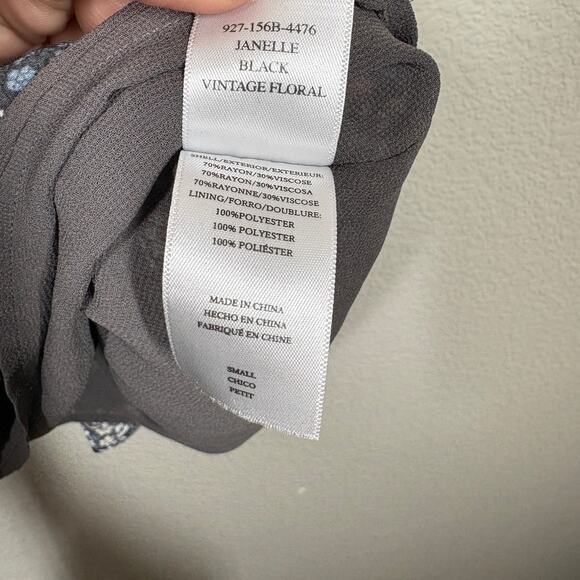 927-156B-4476
JANELLE
BLACK
VINTAGE FLORAL
SHELL/EXTERIOR/EXTERIEUR:
70%RAYON/30%VISCOSE
70%RAYON/30%VISCOSA
70%RAYONNE/30%VISCOSE
LINING/FORRO/DOUBLURE:
100%POLYESTER
100% POLYESTER
100% POLIÉSTER
MADE IN CHINA
HECHO EN CHINA
FABRIQUÉ EN CHINE
SMALL
CHICO
PETIT